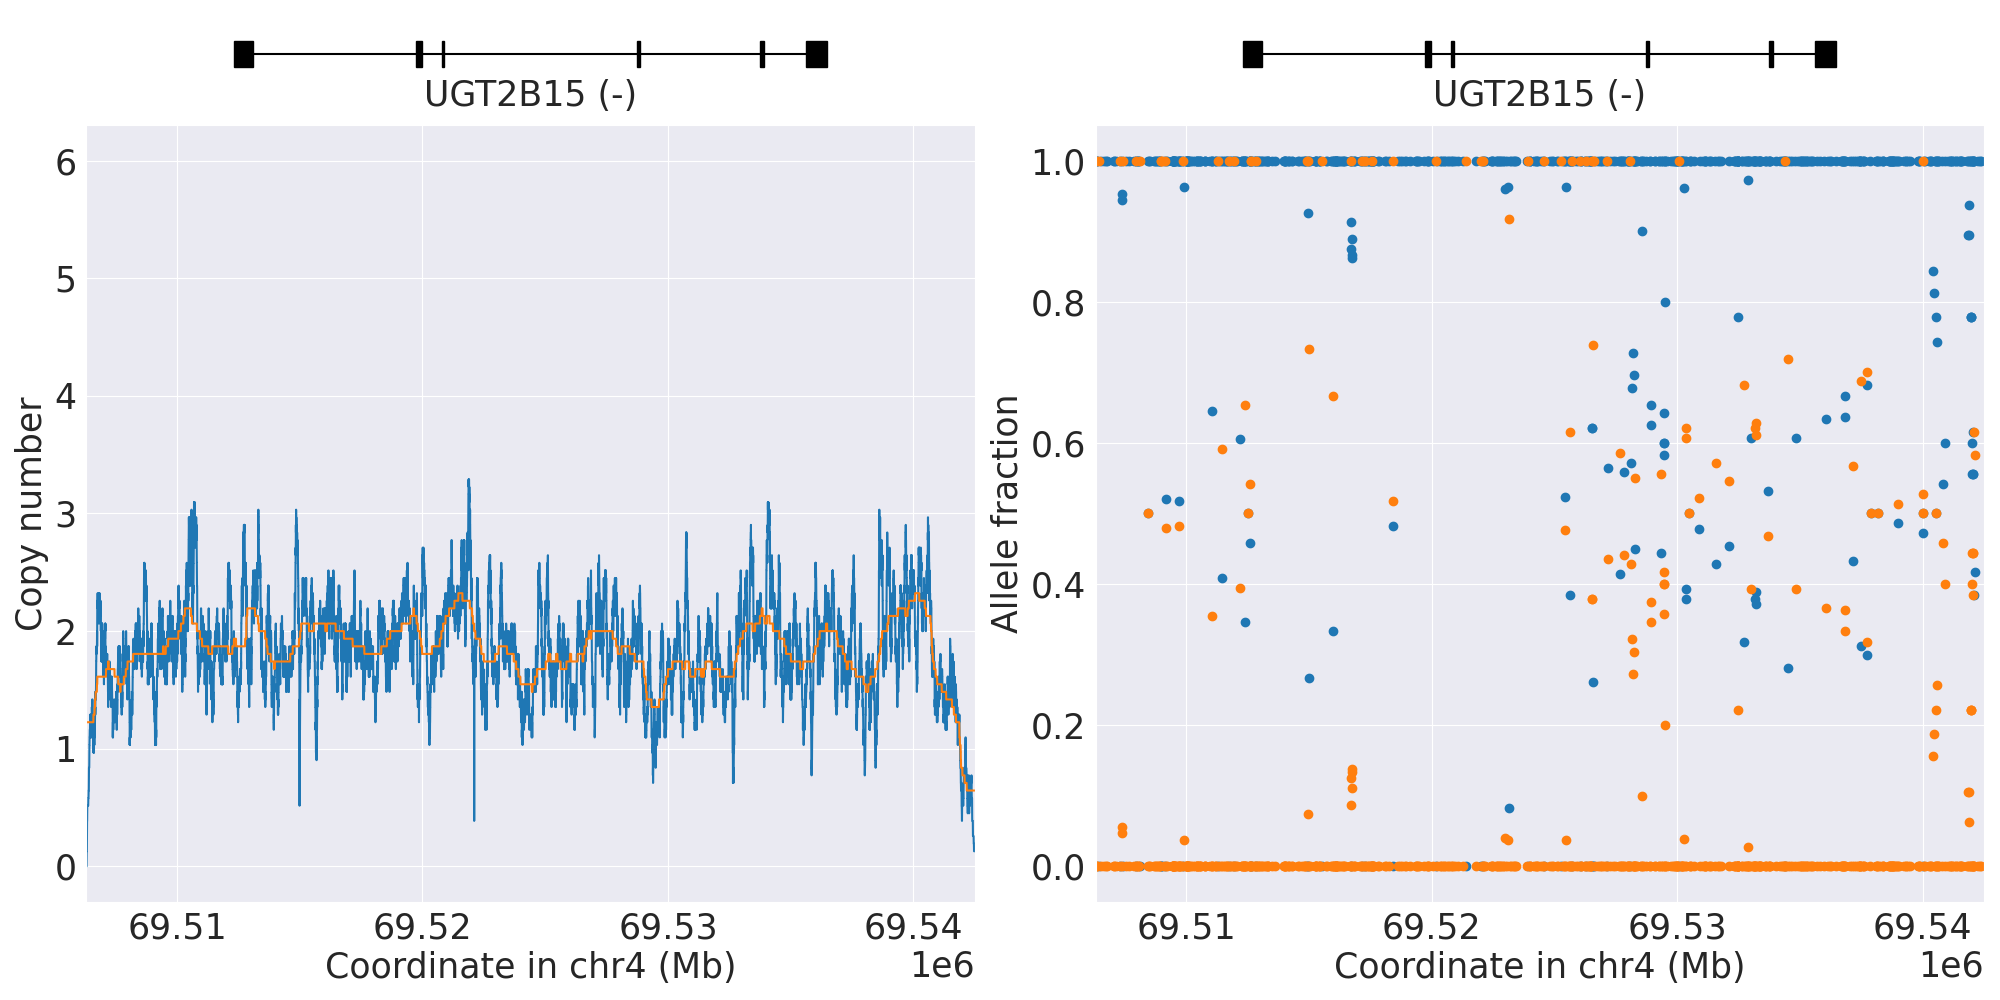 UGT2B15 (-)
Copy number
6
5
4
3
2
1
0
69.51 69.52 69.53 69.54
Coordinate in chr4 (Mb)
1e6
UGT2B15 (-)
Allele fraction
1.0
0.8
0.6
0.4
0.2
0.0
69.51 69.52 69.53 69.54
Coordinate in chr4 (Mb)
1e6